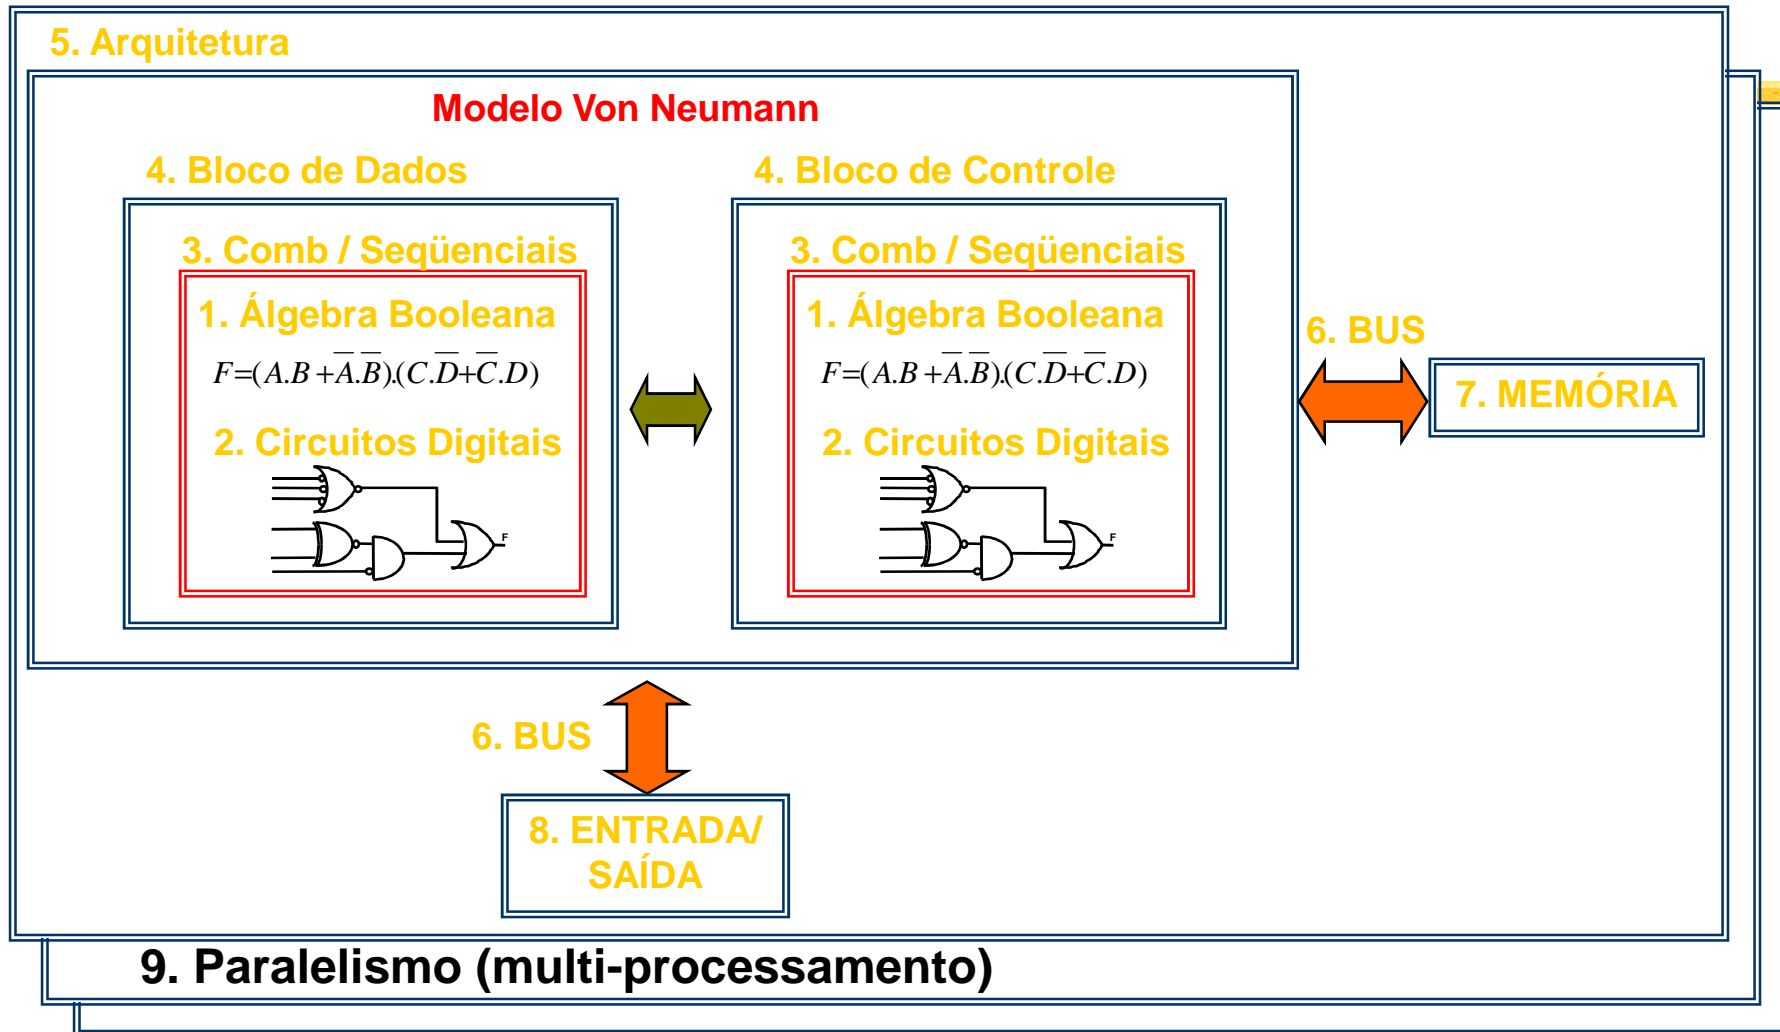 5. Arquitetura
Modelo Von Neumann
4. Bloco de Dados
4. Bloco de Controle
3. Comb / Seqüenciais
3. Comb / Seqüenciais
1. Álgebra Booleana
1. Álgebra Booleana
F=(A.B+A̅.B̅).(C.D̅+C̅.D)
F=(A.B+A̅.B̅).(C.D̅+C̅.D)
2. Circuitos Digitais
2. Circuitos Digitais
F
F
6. BUS
7. MEMÓRIA
6. BUS
8. ENTRADA/
SAÍDA
9. Paralelismo (multi-processamento)